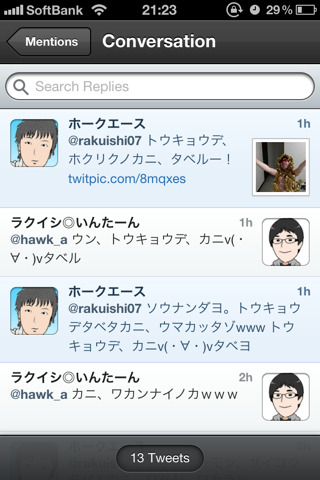 SoftBank 21:23 29%
Mentions Conversation
Search Replies
ホークエース 1h
@rakuishi07 トウキョウデ、
ホクリクノカニ、タベルー！
twitpic.com/8mqxes
ラクイシ◎いんたーん 1h
@hawk_a ウン、トウキョウデ、カニv(・
∀・)vタベル
ホークエース 1h
@rakuishi07 ソウナンダヨ。トウキョウ
デタベタカニ、ウマカッタゾwww トウ
キョウデ、カニv(・∀・)vタベヨ
ラクイシ◎いんたーん 2h
@hawk_a カニ、ワカンナイノカｗｗｗ
13 Tweets